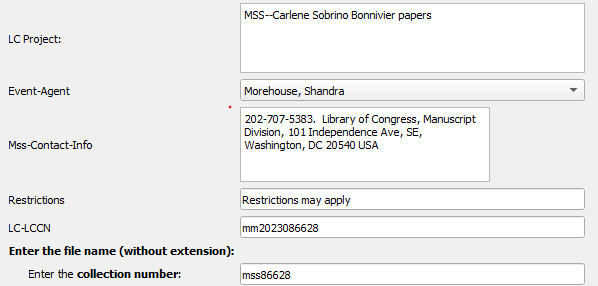 LC Project: MSS--Carlene Sobrino Bonnivier papers
Event-Agent Morehouse, Shandra
Mss-Contact-Info 202-707-5383.  Library of Congress, Manuscript
Division, 101 Independence Ave, SE,
Washington, DC 20540 USA
Restrictions Restrictions may apply
LC-LCCN mm2023086628
Enter the file name (without extension):
Enter the collection number: mss86628